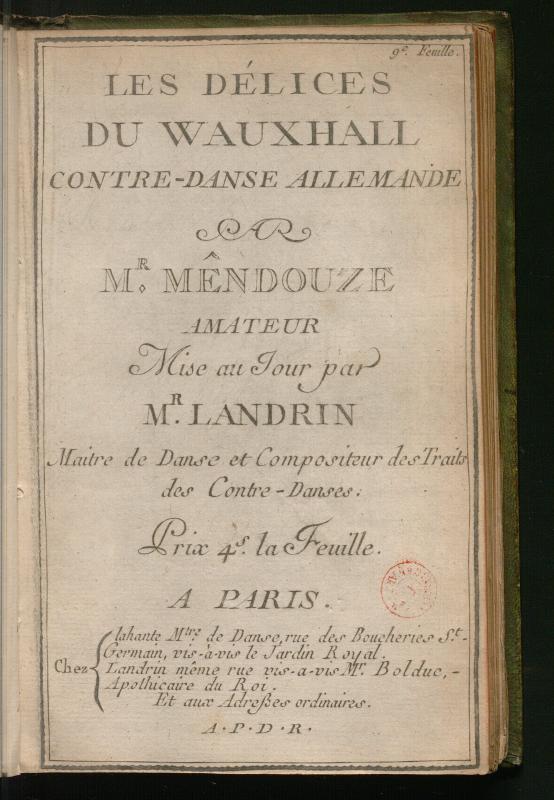 9e. Feuille.
LES DÉLICES
DU WAUXHALL
CONTRE-DANSE ALLEMANDE
PAR
MR. MÊNDOUZE
AMATEUR
Mise au Jour par
MR. LANDRIN
Maitre de Danse et Compositeur des Traits
des Contre-Danses:
Prix 4s. la Feuille.
A PARIS.
Chez
lahante Mtre. de Danse, rue des Boucheries St.-
Germain, vis-à-vis le Jardin Royal.
Landrin même rue vis-a-vis Mr. Bolduc,-
Apothicaire du Roi.
Et aux Adreßes ordinaires.
A.P.D.R.